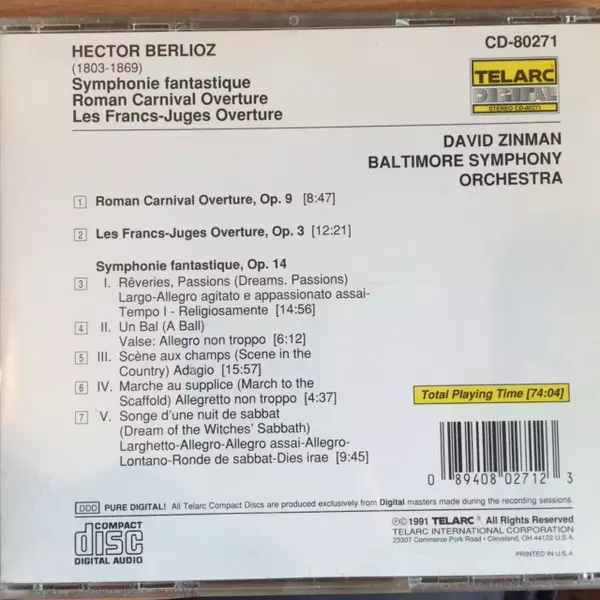 HECTOR BERLIOZ
(1803-1869)
Symphonie fantastique
Roman Carnival Overture
Les Francs-Juges Overture
CD-80271
TELARC
DIGITAL
STEREO CD-80271
DAVID ZINMAN
BALTIMORE SYMPHONY
ORCHESTRA
1 Roman Carnival Overture, Op. 9 [8:47]
2 Les Francs-Juges Overture, Op. 3 [12:21]
Symphonie fantastique, Op. 14
3 I. Rêveries, Passions (Dreams. Passions)
Largo-Allegro agitato e appassionato assai-
Tempo I - Religiosamente [14:56]
4 II. Un Bal (A Ball)
Valse: Allegro non troppo [6:12]
5 III. Scène aux champs (Scene in the
Country) Adagio [15:57]
6 IV. Marche au supplice (March to the
Scaffold) Allegretto non troppo [4:37]
7 V. Songe d'une nuit de sabbat
(Dream of the Witches' Sabbath)
Larghetto-Allegro-Allegro assai-Allegro-
Lontano-Ronde de sabbat-Dies irae [9:45]
Total Playing Time [74:04]
0 89408 02712 3
DDD PURE DIGITAL! All Telarc Compact Discs are produced exclusively from Digital masters made during the recording sessions.
COMPACT
disc
DIGITAL AUDIO
℗©1991 TELARC® All Rights Reserved
TELARC INTERNATIONAL CORPORATION
23307 Commerce Park Road • Cleveland, OH 44122 U.S.A.
PRINTED IN U.S.A.